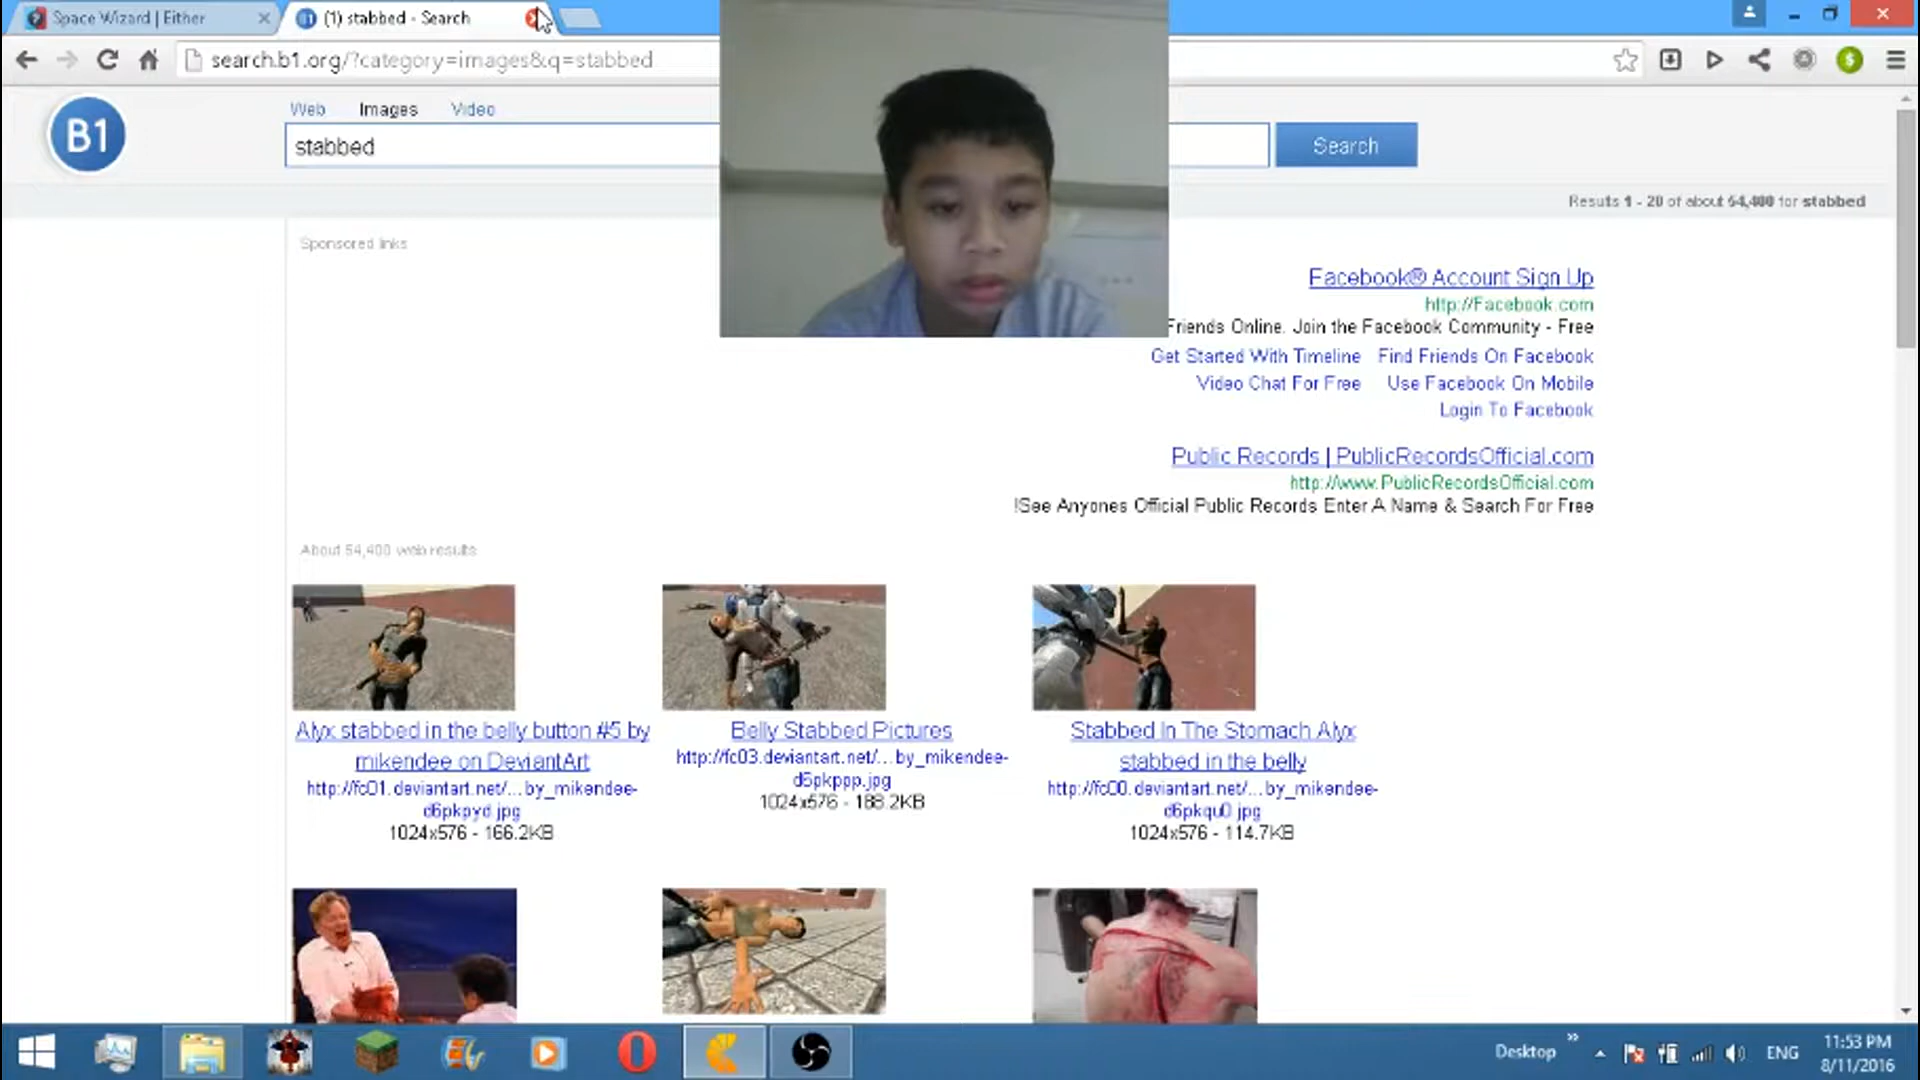 Space Wizard | Either
(1) stabbed - Search
search.b1.org/?category=images&q=stabbed
B1
Web Images Video
stabbed
Search
Resuts 1 - 20 of about 54,400 for stabbed
Sponsored links
Facebook® Account Sign Up
http://Facebook.com
Friends Online. Join the Facebook Community - Free
Get Started With Timeline Find Friends On Facebook
Video Chat For Free Use Facebook On Mobile
Login To Facebook
Public Records | PublicRecordsOfficial.com
http://www.PublicRecordsOfficial.com
!See Anyones Official Public Records Enter A Name & Search For Free
About 54,400 web results
Alyx stabbed in the belly button #5 by
mikendee on DeviantArt
http://fc01.deviantart.net/...by_mikendee-
d6pkpyd.jpg
1024x576 - 166.2KB
Belly Stabbed Pictures
http://fc03.deviantart.net/...by_mikendee-
d6pkppp.jpg
1024x576 - 188.2KB
Stabbed In The Stomach Alyx
stabbed in the belly
http://fc00.deviantart.net/...by_mikendee-
d6pkqu0.jpg
1024x576 - 114.7KB
Desktop
ENG
11:53 PM
8/11/2016